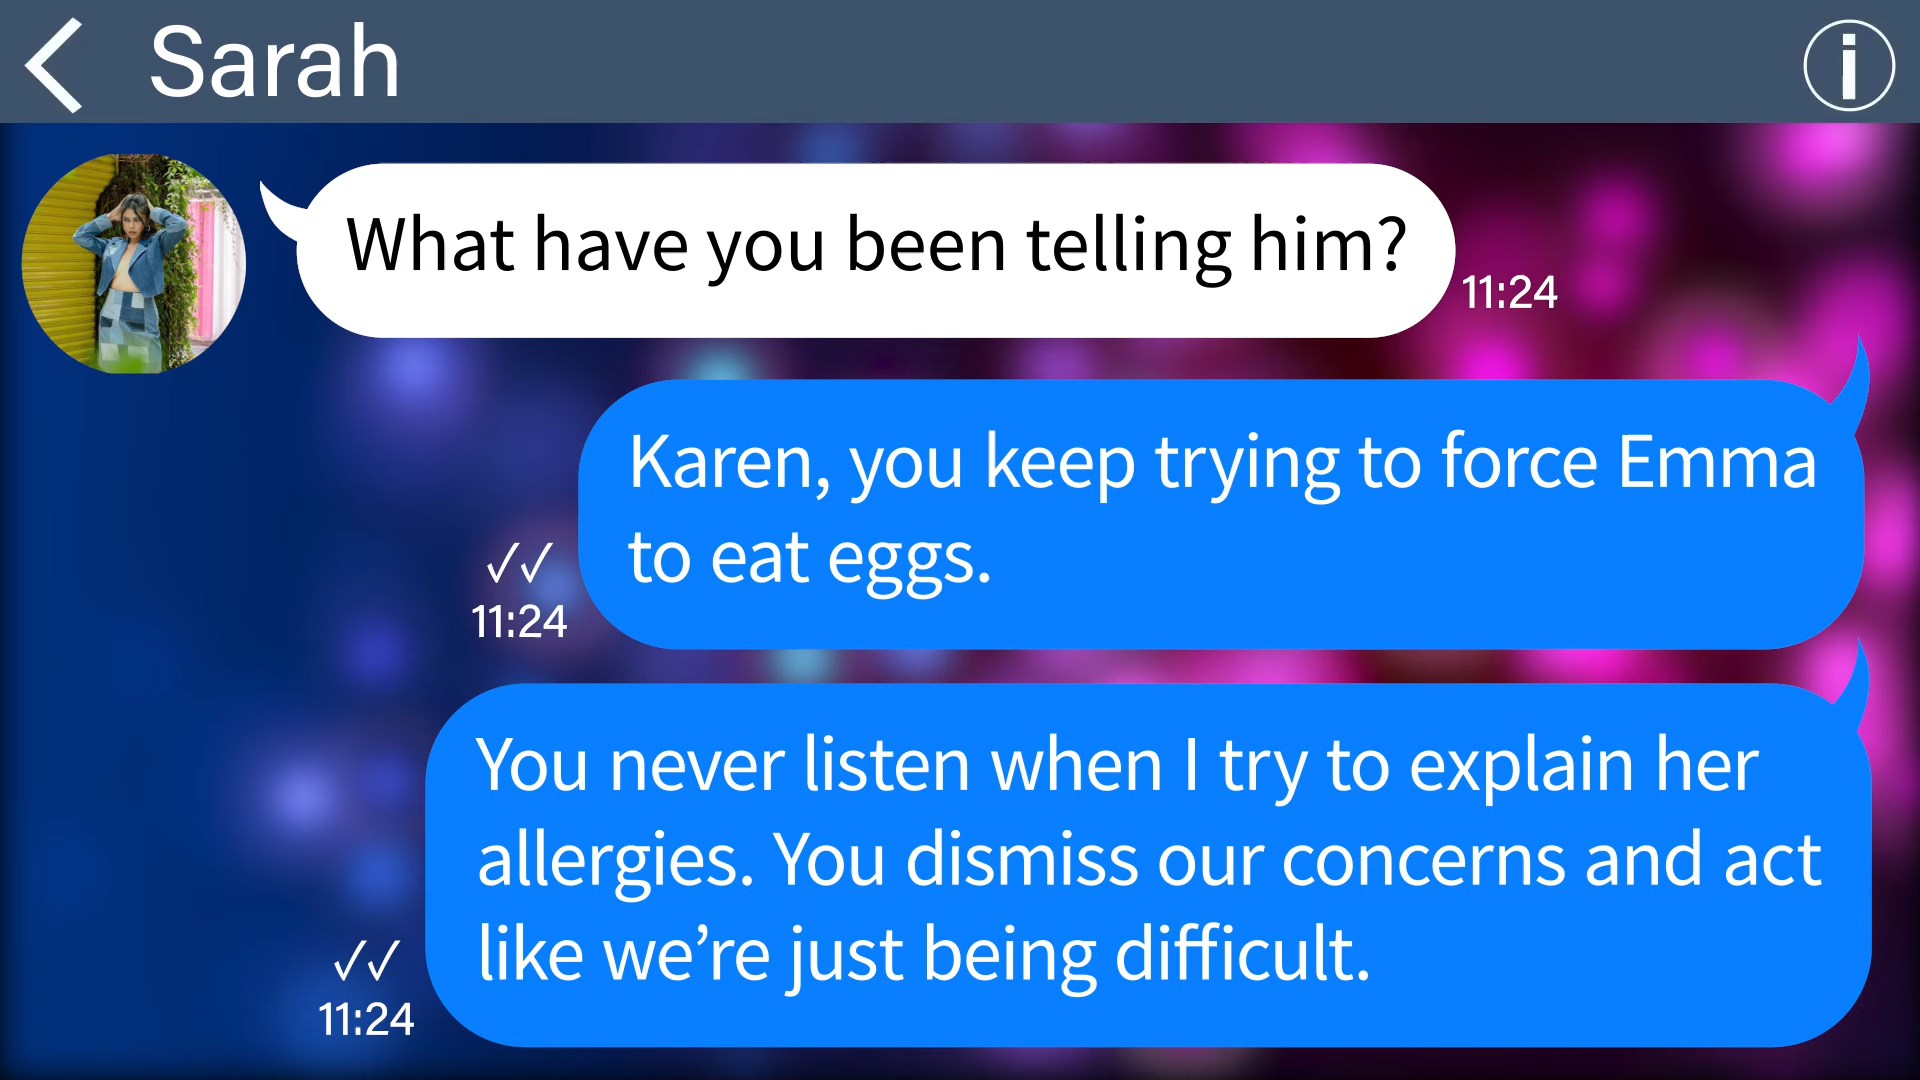 Sarah
What have you been telling him?
11:24
Karen, you keep trying to force Emma
to eat eggs.
11:24
You never listen when I try to explain her
allergies. You dismiss our concerns and act
like we’re just being difficult.
11:24